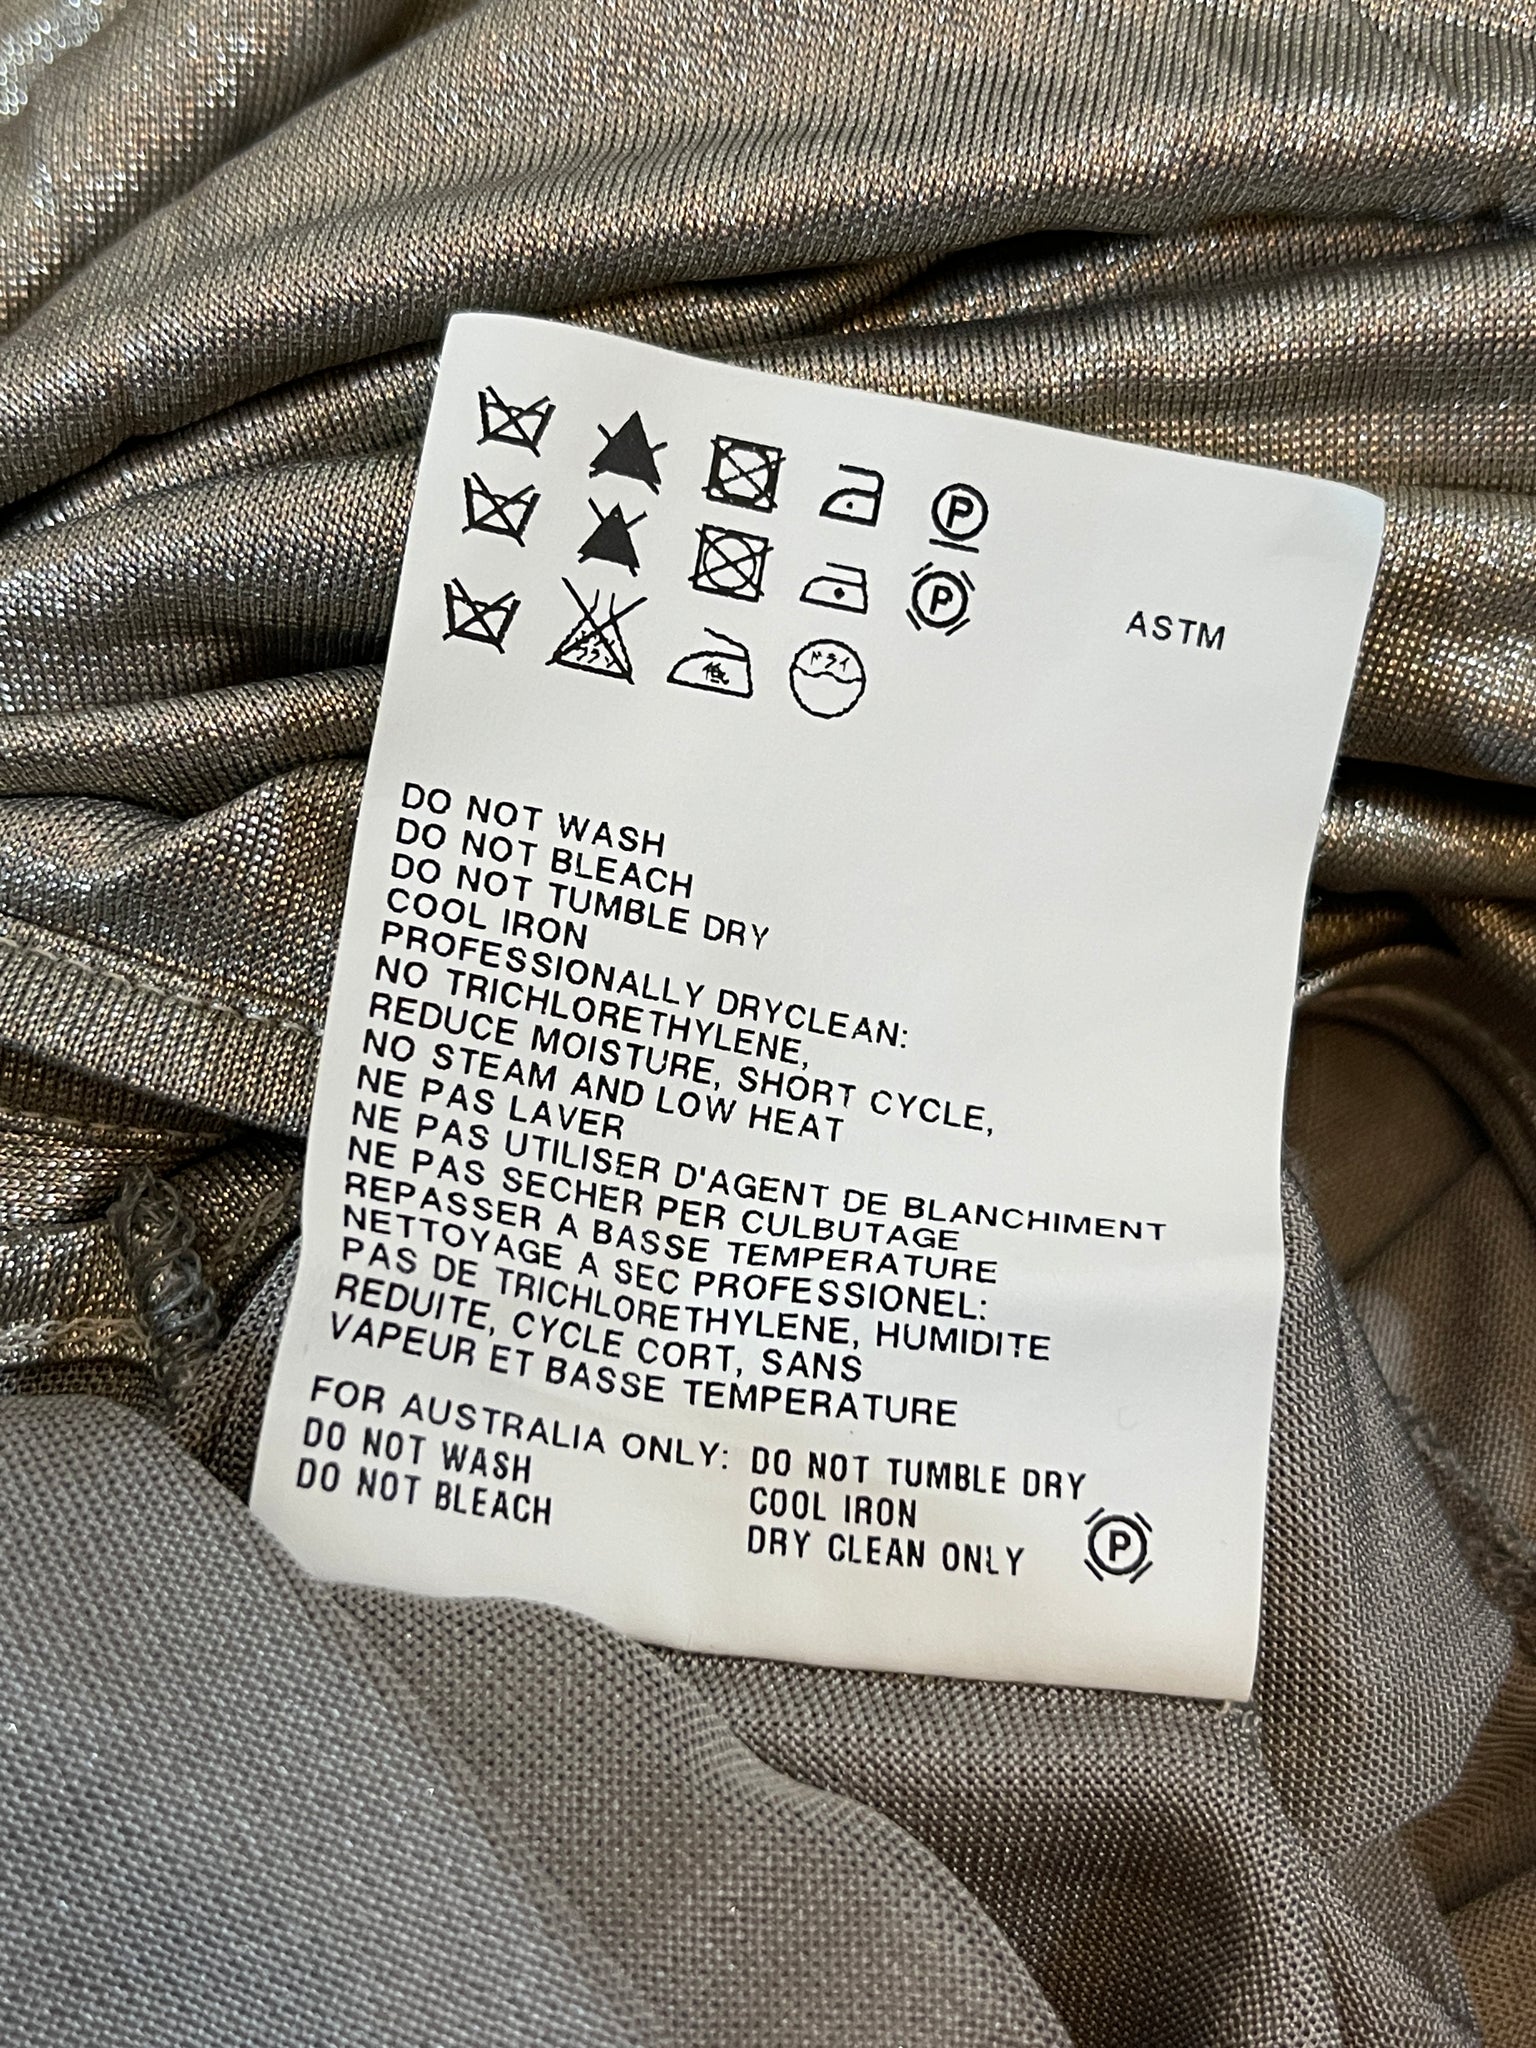 P
P
ASTM
低
ドライ
DO NOT WASH
DO NOT BLEACH
DO NOT TUMBLE DRY
COOL IRON
PROFESSIONALLY DRYCLEAN:
NO TRICHLORETHYLENE,
REDUCE MOISTURE, SHORT CYCLE,
NO STEAM AND LOW HEAT
NE PAS LAVER
NE PAS UTILISER D'AGENT DE BLANCHIMENT
NE PAS SECHER PER CULBUTAGE
REPASSER A BASSE TEMPERATURE
NETTOYAGE A SEC PROFESSIONEL:
PAS DE TRICHLORETHYLENE, HUMIDITE
REDUITE, CYCLE CORT, SANS
VAPEUR ET BASSE TEMPERATURE
FOR AUSTRALIA ONLY:
DO NOT WASH
DO NOT BLEACH
DO NOT TUMBLE DRY
COOL IRON
DRY CLEAN ONLY
P